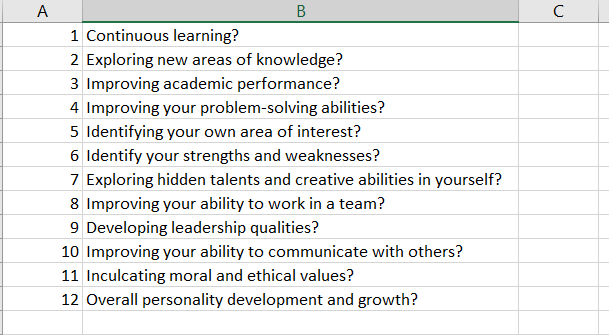 A B C
1 Continuous learning?
2 Exploring new areas of knowledge?
3 Improving academic performance?
4 Improving your problem-solving abilities?
5 Identifying your own area of interest?
6 Identify your strengths and weaknesses?
7 Exploring hidden talents and creative abilities in yourself?
8 Improving your ability to work in a team?
9 Developing leadership qualities?
10 Improving your ability to communicate with others?
11 Inculcating moral and ethical values?
12 Overall personality development and growth?